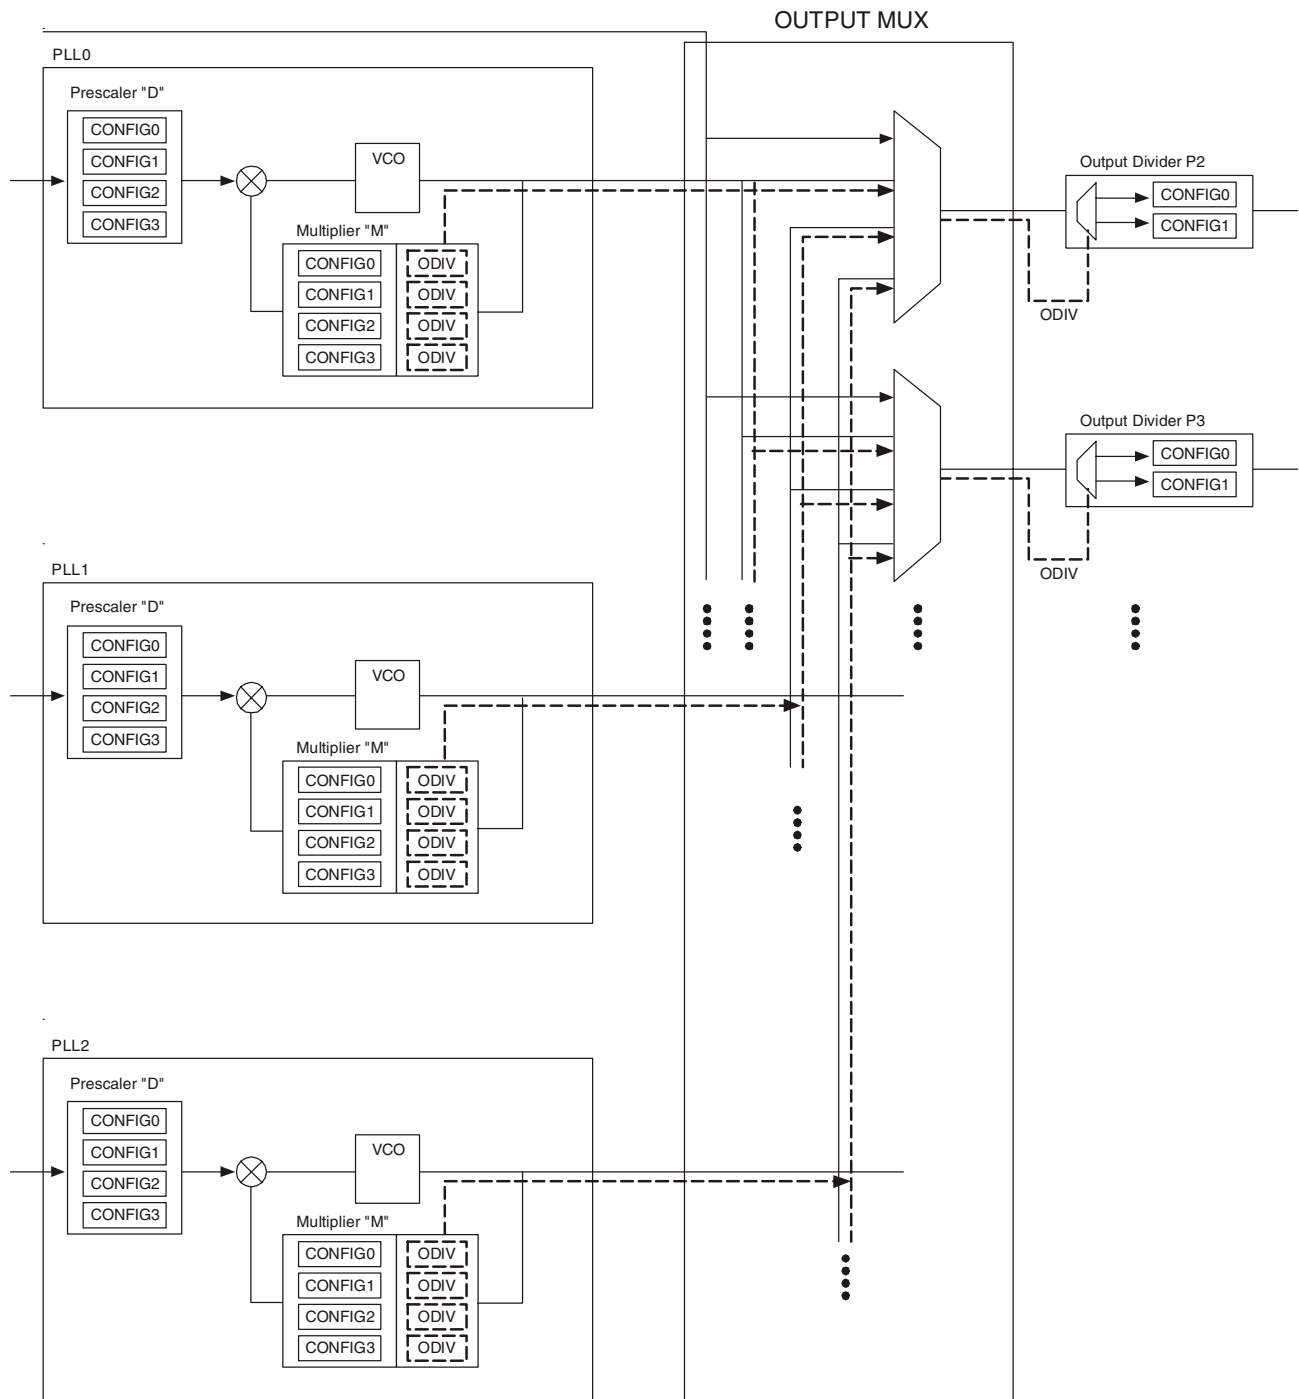 OUTPUT MUX
PLL0
Prescaler "D"
CONFIG0
CONFIG1
CONFIG2
CONFIG3
VCO
Multiplier "M"
CONFIG0 ODIV
CONFIG1 ODIV
CONFIG2 ODIV
CONFIG3 ODIV
Output Divider P2
CONFIG0
CONFIG1
ODIV
Output Divider P3
CONFIG0
CONFIG1
ODIV
PLL1
Prescaler "D"
CONFIG0
CONFIG1
CONFIG2
CONFIG3
VCO
Multiplier "M"
CONFIG0 ODIV
CONFIG1 ODIV
CONFIG2 ODIV
CONFIG3 ODIV
PLL2
Prescaler "D"
CONFIG0
CONFIG1
CONFIG2
CONFIG3
VCO
Multiplier "M"
CONFIG0 ODIV
CONFIG1 ODIV
CONFIG2 ODIV
CONFIG3 ODIV